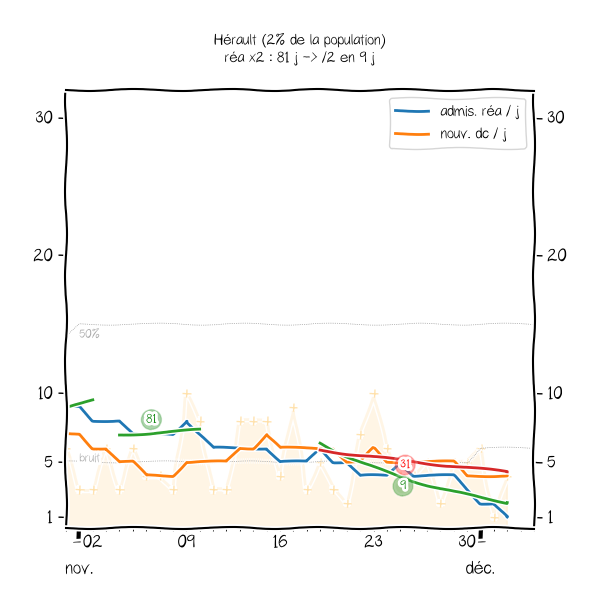 Hérault (2% de la population)
réa x2 : 81 j -> /2 en 9 j
admis. réa / j
nouv. dc / j
30
30
20
20
50%
10
10
81
brut
5
31
5
9
1
1
02
09
16
23
30
nov.
déc.